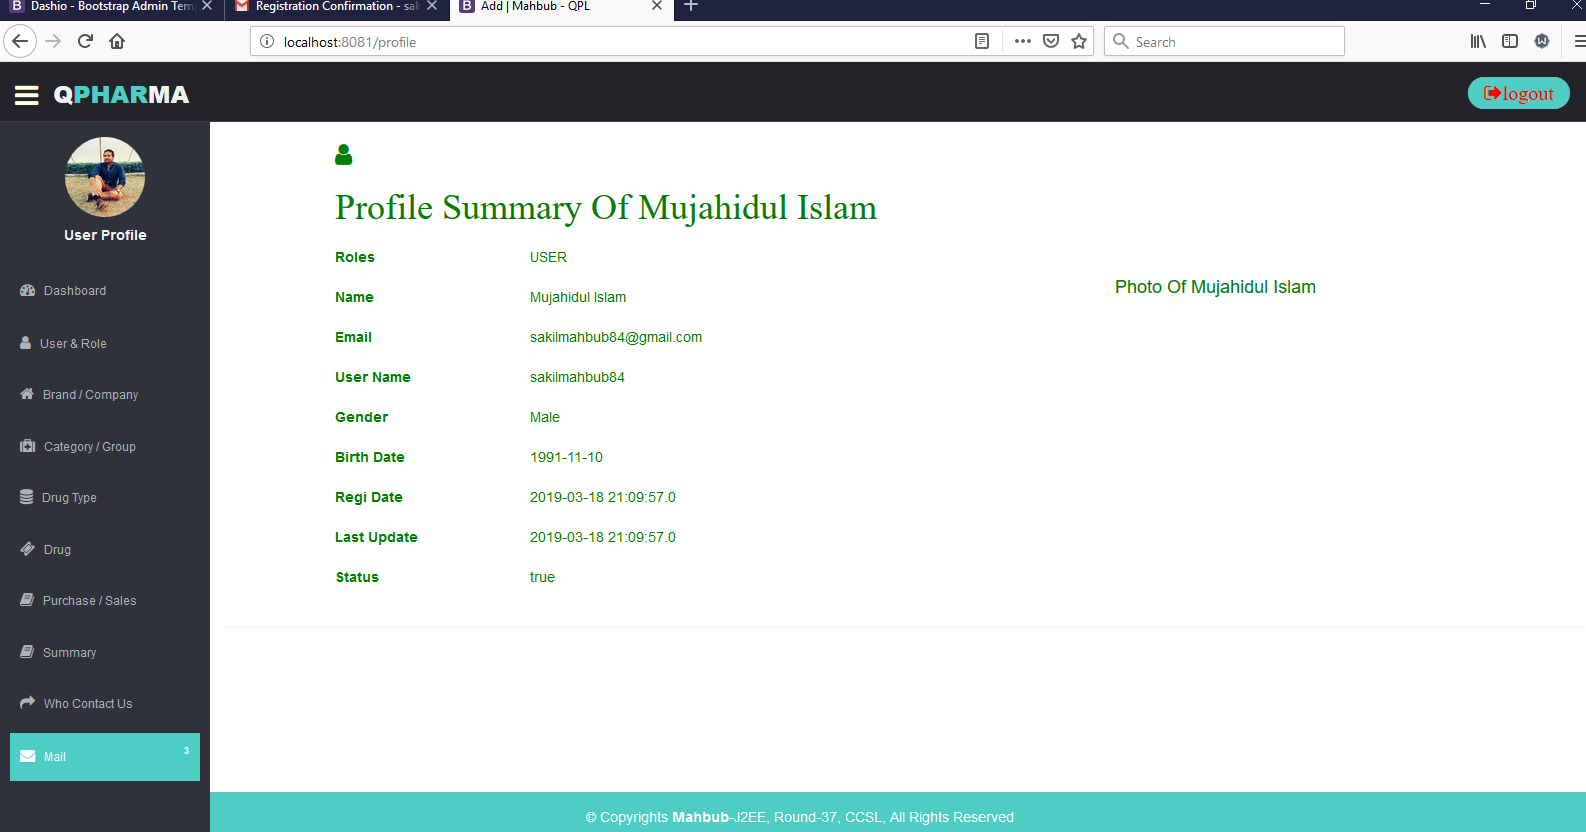 Dashio - Bootstrap Admin Tem
Registration Confirmation - sak
Add | Mahbub - QPL
localhost:8081/profile
Search
QPHARMA
logout
User Profile
Dashboard
User & Role
Brand / Company
Category / Group
Drug Type
Drug
Purchase / Sales
Summary
Who Contact Us
Mail 3
Profile Summary Of Mujahidul Islam
Roles USER
Name Mujahidul Islam
Email sakilmahbub84@gmail.com
User Name sakilmahbub84
Gender Male
Birth Date 1991-11-10
Regi Date 2019-03-18 21:09:57.0
Last Update 2019-03-18 21:09:57.0
Status true
Photo Of Mujahidul Islam
© Copyrights Mahbub-J2EE, Round-37, CCSL, All Rights Reserved